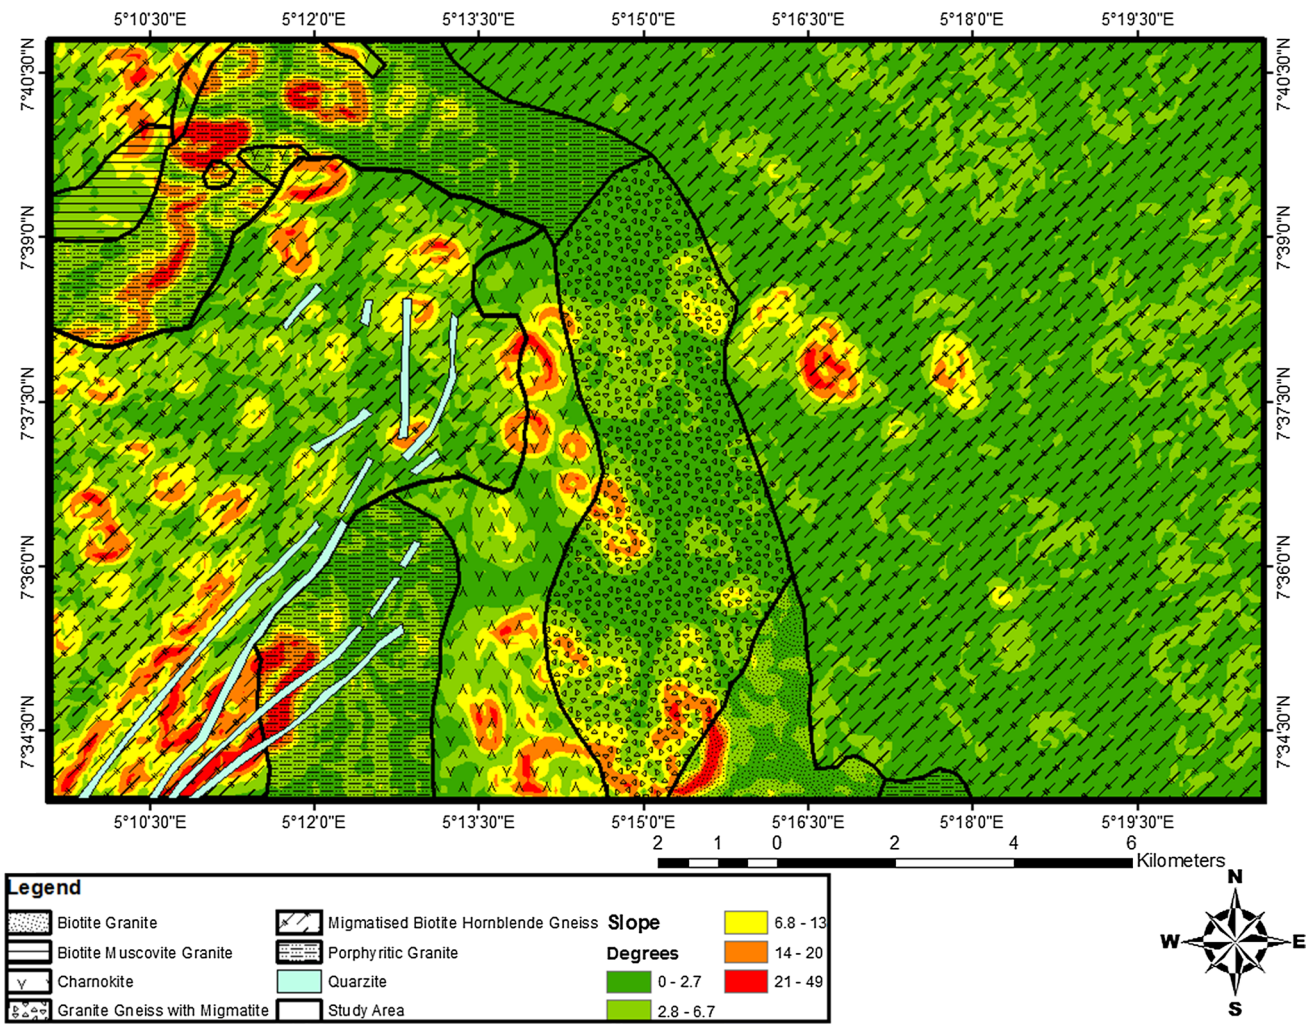 5°10'30"E 5°12'0"E 5°13'30"E 5°15'0"E 5°16'30"E 5°18'0"E 5°19'30"E
7°40'30"N 7°40'30"N
7°39'0"N 7°39'0"N
7°37'30"N 7°37'30"N
7°36'0"N 7°36'0"N
7°34'30"N 7°34'30"N
5°10'30"E 5°12'0"E 5°13'30"E 5°15'0"E 5°16'30"E 5°18'0"E 5°19'30"E
2 1 0 2 4 6
Kilometers
N
W E
S
Legend
Biotite Granite
Biotite Muscovite Granite
Charnokite
Granite Gneiss with Migmatite
Migmatised Biotite Hornblende Gneiss
Porphyritic Granite
Quarzite
Study Area
Slope
Degrees
0 - 2.7
2.8 - 6.7
6.8 - 13
14 - 20
21 - 49